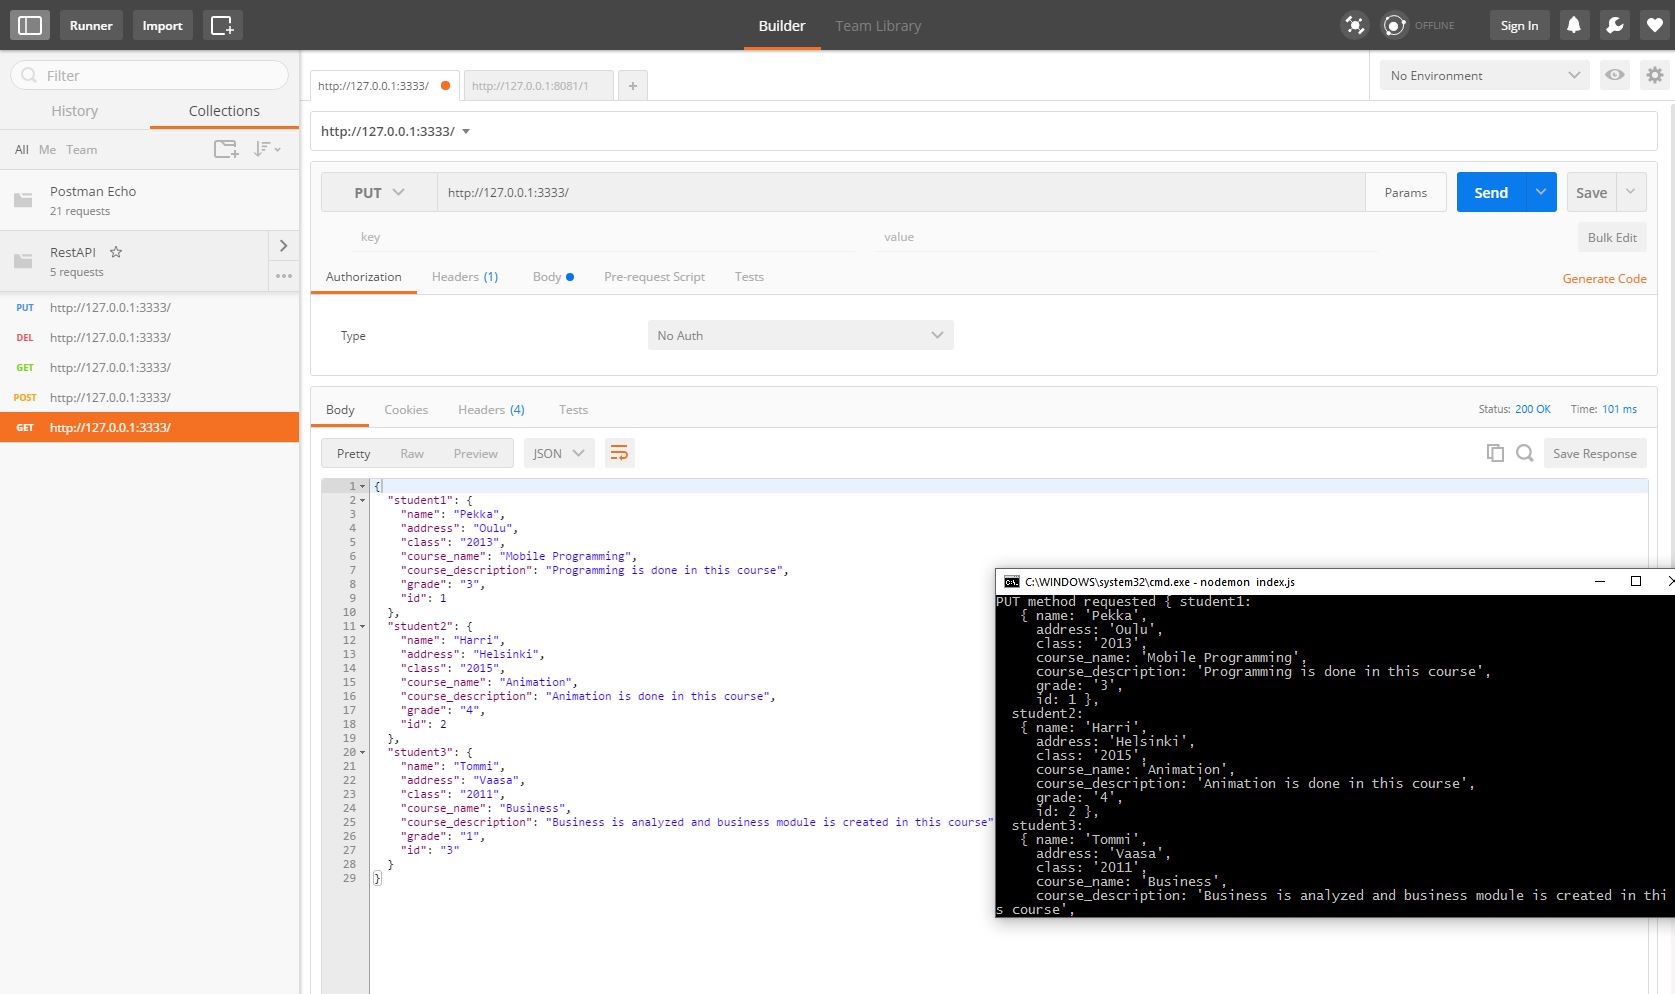 Runner
Import
Builder
Team Library
OFFLINE
Sign In
Filter
History
Collections
All Me Team
Postman Echo
21 requests
RestAPI
5 requests
PUT http://127.0.0.1:3333/
DEL http://127.0.0.1:3333/
GET http://127.0.0.1:3333/
POST http://127.0.0.1:3333/
GET http://127.0.0.1:3333/
http://127.0.0.1:3333/
http://127.0.0.1:8081/1
+
No Environment
http://127.0.0.1:3333/
PUT
http://127.0.0.1:3333/
Params
Send
Save
key
value
Bulk Edit
Authorization
Headers (1)
Body
Pre-request Script
Tests
Generate Code
Type
No Auth
Body
Cookies
Headers (4)
Tests
Status: 200 OK
Time: 101 ms
Pretty
Raw
Preview
JSON
Save Response
1 {
2 "student1": {
3 "name": "Pekka",
4 "address": "Oulu",
5 "class": "2013",
6 "course_name": "Mobile Programming",
7 "course_description": "Programming is done in this course",
8 "grade": "3",
9 "id": 1
10 },
11 "student2": {
12 "name": "Harri",
13 "address": "Helsinki",
14 "class": "2015",
15 "course_name": "Animation",
16 "course_description": "Animation is done in this course",
17 "grade": "4",
18 "id": 2
19 },
20 "student3": {
21 "name": "Tommi",
22 "address": "Vaasa",
23 "class": "2011",
24 "course_name": "Business",
25 "course_description": "Business is analyzed and business module is created in this course"
26 "grade": "1",
27 "id": "3"
28 }
29 }
C:\WINDOWS\system32\cmd.exe - nodemon index.js
PUT method requested { student1:
{ name: 'Pekka',
address: 'Oulu',
class: '2013',
course_name: 'Mobile Programming',
course_description: 'Programming is done in this course',
grade: '3',
id: 1 },
student2:
{ name: 'Harri',
address: 'Helsinki',
class: '2015',
course_name: 'Animation',
course_description: 'Animation is done in this course',
grade: '4',
id: 2 },
student3:
{ name: 'Tommi',
address: 'Vaasa',
class: '2011',
course_name: 'Business',
course_description: 'Business is analyzed and business module is created in thi
s course',